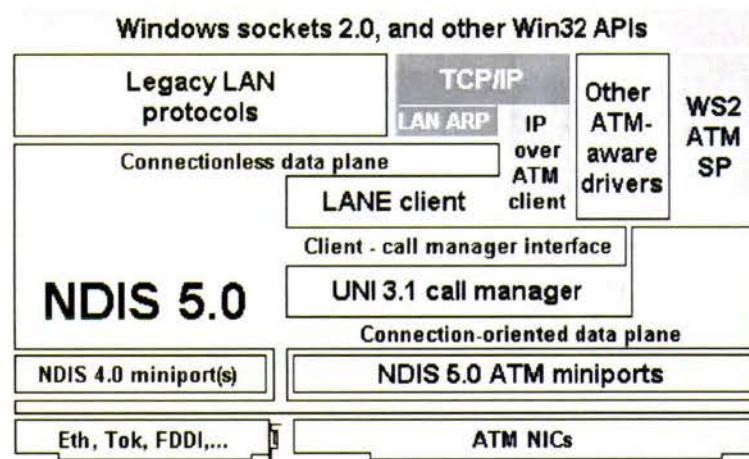 Windows sockets 2.0, and other Win32 APIs
Legacy LAN
protocols
TCP/IP
LAN ARP
IP
over
ATM
client
Other
ATM-
aware
drivers
WS2
ATM
SP
Connectionless data plane
LANE client
Client - call manager interface
NDIS 5.0
UNI 3.1 call manager
Connection-oriented data plane
NDIS 4.0 miniport(s)
NDIS 5.0 ATM miniports
Eth, Tok, FDDI,...
ATM NICs